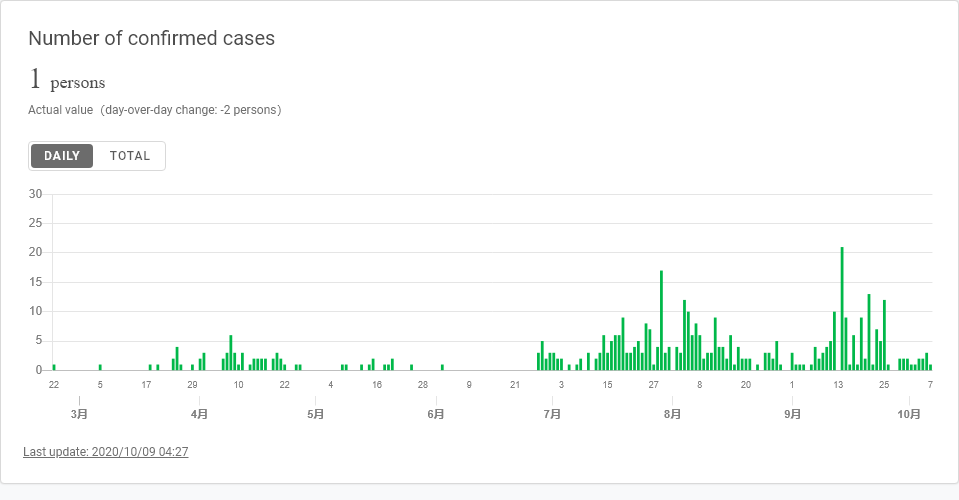 Number of confirmed cases
1 persons
Actual value (day-over-day change: -2 persons)
DAILY TOTAL
30
25
20
15
10
5
0
22 5 17 29 10 22 4 16 28 9 21 3 15 27 8 20 1 13 25 7
3月 4月 5月 6月 7月 8月 9月 10月
Last update: 2020/10/09 04:27